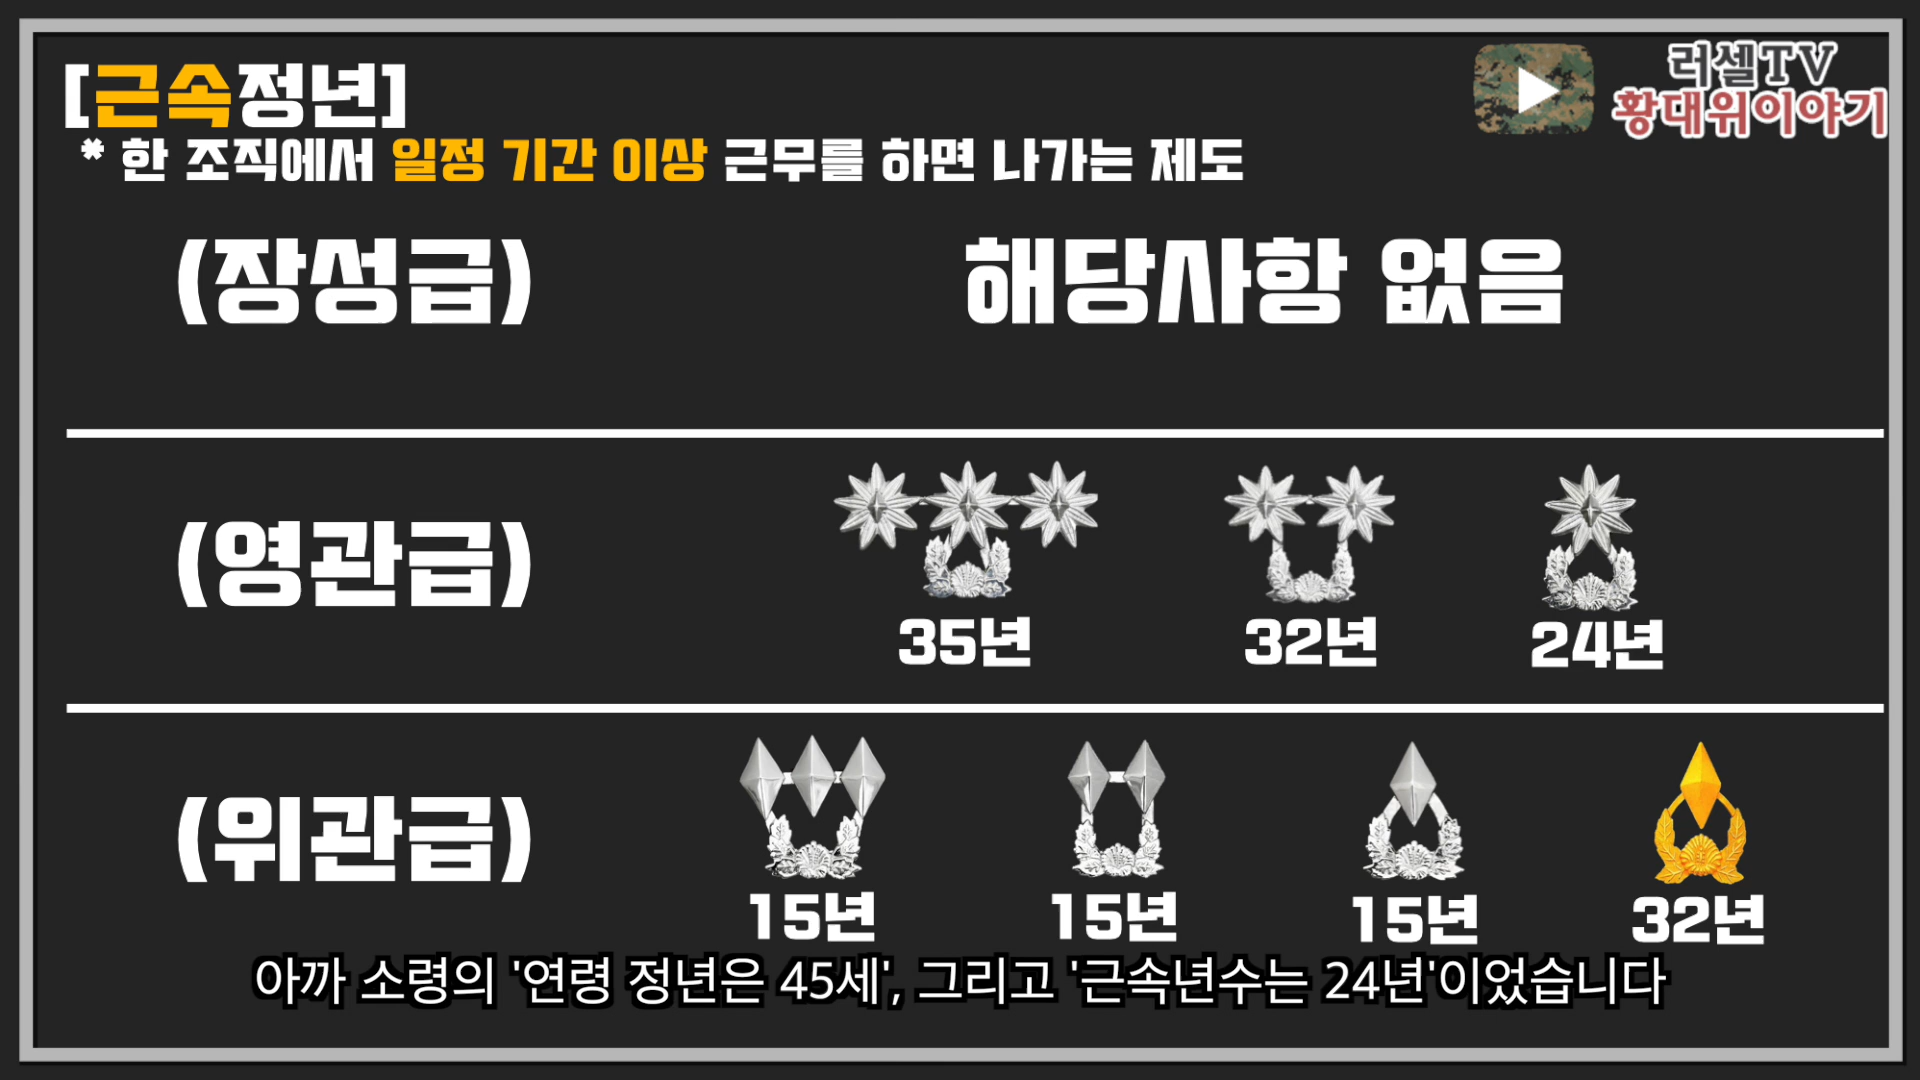 [근속정년]
* 한 조직에서 일정 기간 이상 근무를 하면 나가는 제도
러셀TV
황대위이야기
(장성급) 해당사항 없음
(영관급)
35년 32년 24년
(위관급)
15년 15년 15년 32년
아까 소령의 '연령 정년은 45세', 그리고 '근속년수는 24년'이었습니다